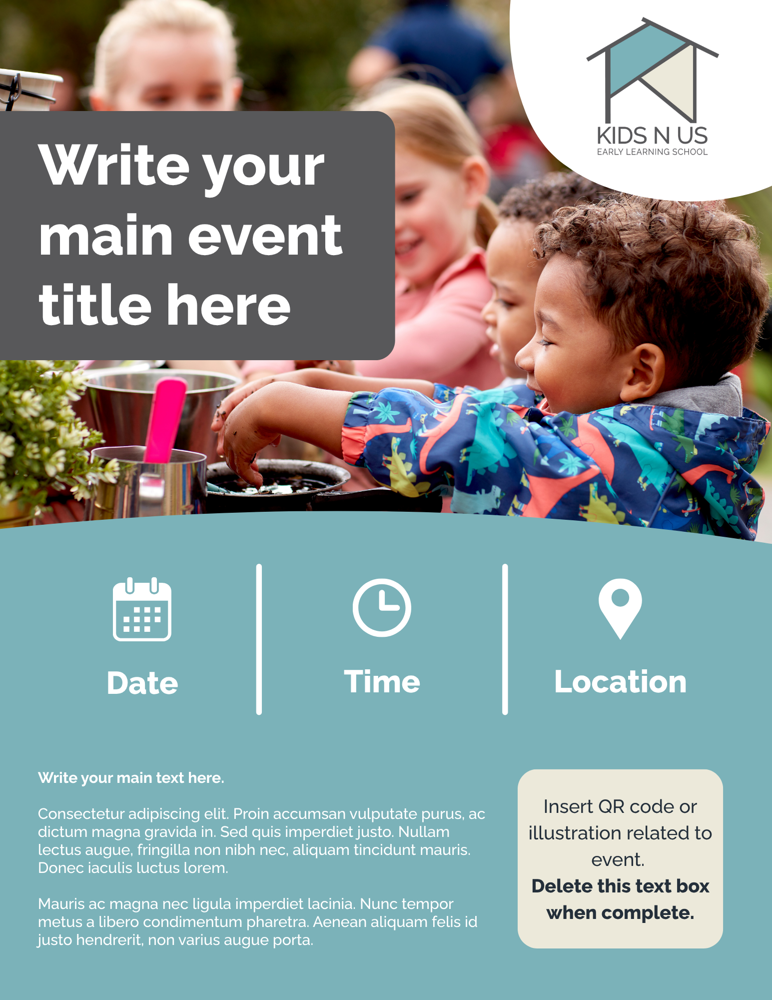 KIDS N US
EARLY LEARNING SCHOOL
Write your
main event
title here
Date
Time
Location
Write your main text here.
Consectetur adipiscing elit. Proin accumsan vulputate purus, ac
dictum magna gravida in. Sed quis imperdiet justo. Nullam
lectus augue, fringilla non nibh nec, aliquam tincidunt mauris.
Donec iaculis luctus lorem.
Mauris ac magna nec ligula imperdiet lacinia. Nunc tempor
metus a libero condimentum pharetra. Aenean aliquam felis id
justo hendrerit, non varius augue porta.
Insert QR code or
illustration related to
event.
Delete this text box
when complete.